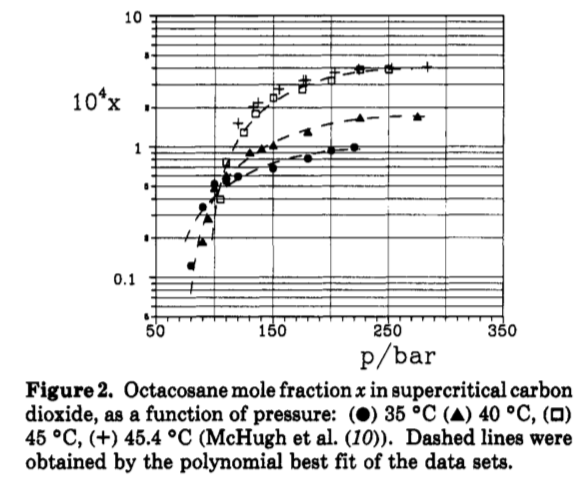 10
10⁴x
1
0.1
50 150 250 350
p/bar
Figure 2. Octacosane mole fraction x in supercritical carbon
dioxide, as a function of pressure: (●) 35 °C (▲) 40 °C, (□)
45 °C, (+) 45.4 °C (McHugh et al. (10)). Dashed lines were
obtained by the polynomial best fit of the data sets.